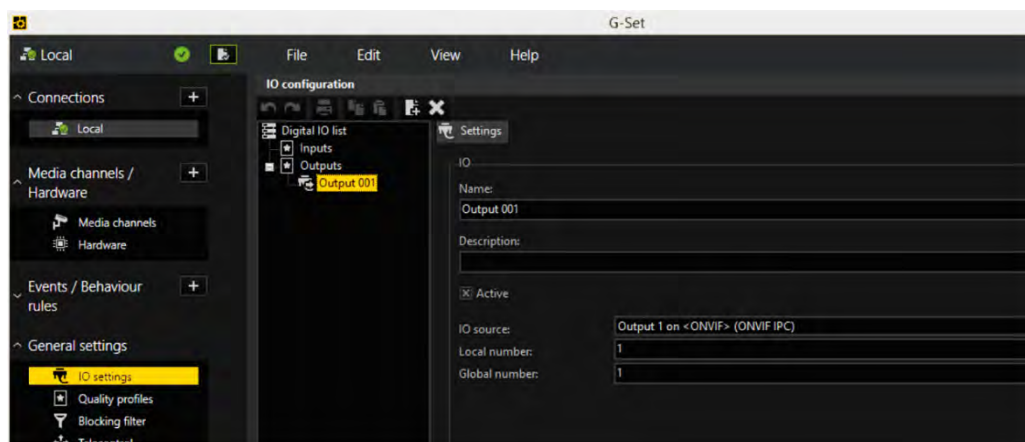 G-Set
Local
File Edit View Help
Connections
Local
Media channels /
Hardware
Media channels
Hardware
Events / Behaviour
rules
General settings
IO settings
Quality profiles
Blocking filter
Telecontrol
IO configuration
Digital IO list
Inputs
Outputs
Output 001
Settings
IO
Name:
Output 001
Description:
Active
IO source: Output 1 on <ONVIF> (ONVIF IPC)
Local number: 1
Global number: 1